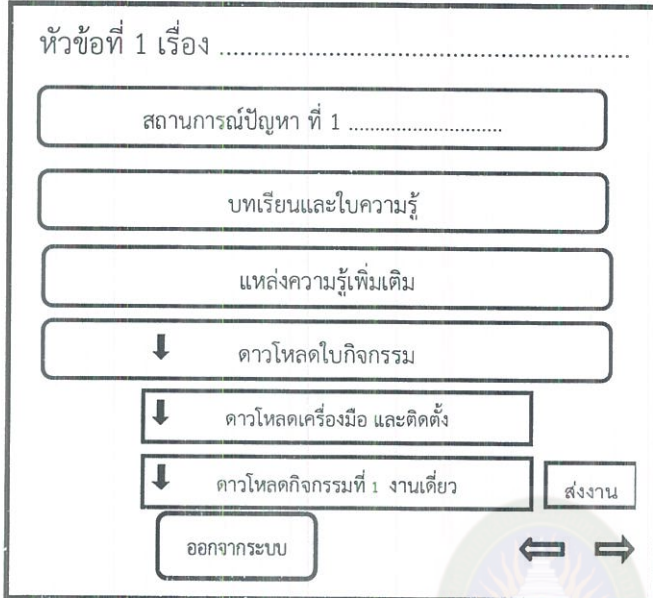 หัวข้อที่ 1 เรื่อง ............................................................
สถานการณ์ปัญหา ที่ 1 ............................
บทเรียนและใบความรู้
แหล่งความรู้เพิ่มเติม
ดาวโหลดใบกิจกรรม
ดาวโหลดเครื่องมือ และติดตั้ง
ดาวโหลดกิจกรรมที่ 1 งานเดี่ยว
ส่งงาน
ออกจากระบบ